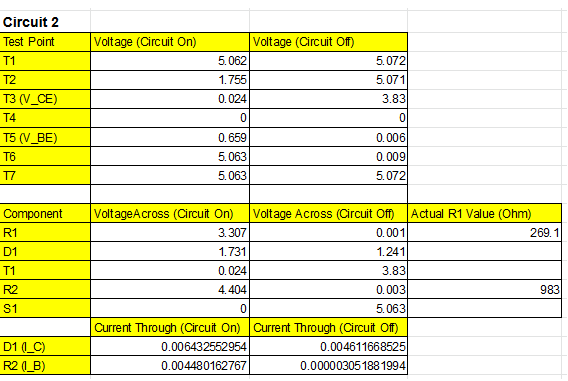 Circuit 2
Test Point Voltage (Circuit On) Voltage (Circuit Off)
T1 5.062 5.072
T2 1.755 5.071
T3 (V_CE) 0.024 3.83
T4 0 0
T5 (V_BE) 0.659 0.006
T6 5.063 0.009
T7 5.063 5.072
Component VoltageAcross (Circuit On) Voltage Across (Circuit Off) Actual R1 Value (Ohm)
R1 3.307 0.001 269.1
D1 1.731 1.241
T1 0.024 3.83
R2 4.404 0.003 983
S1 0 5.063
Current Through (Circuit On) Current Through (Circuit Off)
D1 (I_C) 0.006432552954 0.004611668525
R2 (I_B) 0.004480162767 0.000003051881994